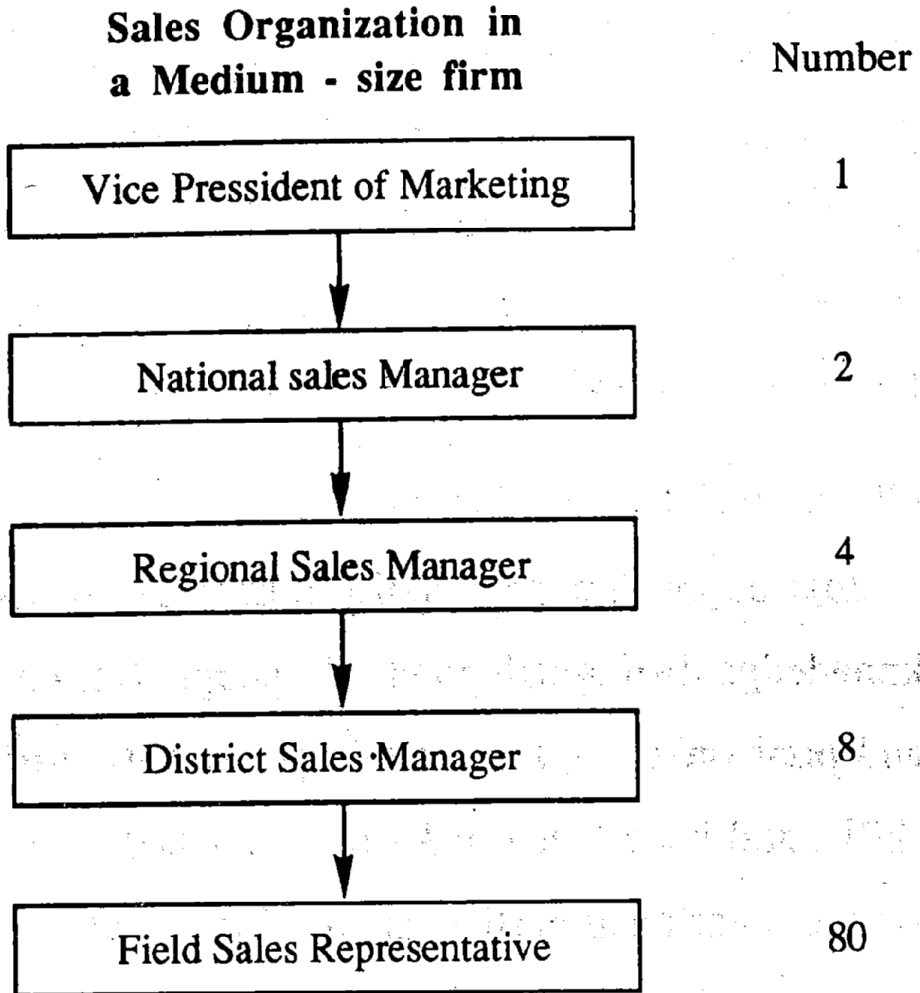 Sales Organization in
a Medium - size firm
Number
Vice Pressident of Marketing
1
National sales Manager
2
Regional Sales Manager
4
District Sales Manager
8
Field Sales Representative
80